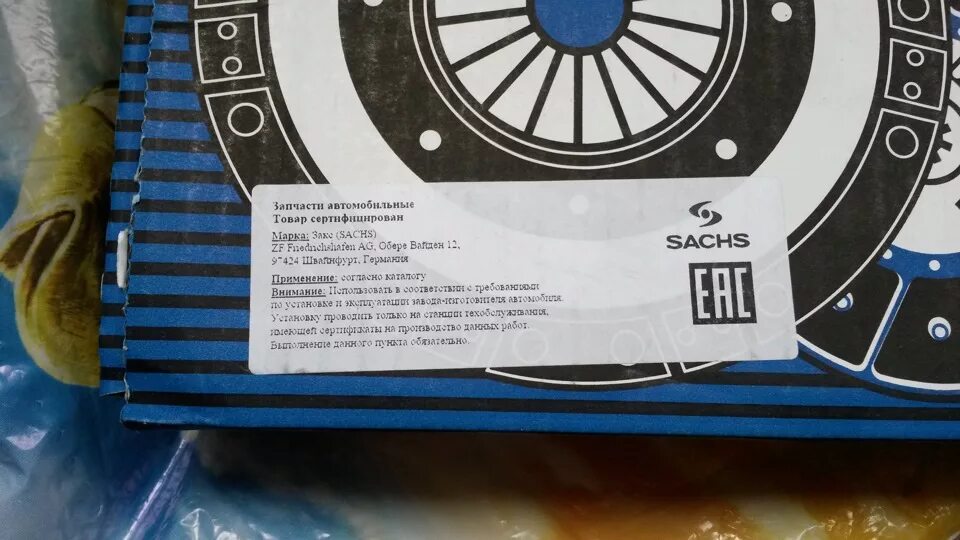 Запчасти автомобильные
Товар сертифицирован
Марка: Закс (SACHS)
ZF Friedrichshafen AG, Обере Вайден 12,
97424 Швайнфурт, Германия
Применение: согласно каталогу
Внимание: Использовать в соответствии с требованиями
по установке и эксплуатации завода-изготовителя автомобиля.
Установку проводить только на станции техобслуживания,
имеющей сертификаты на производство данных работ.
Выполнение данного пункта обязательно.
SACHS
EAC